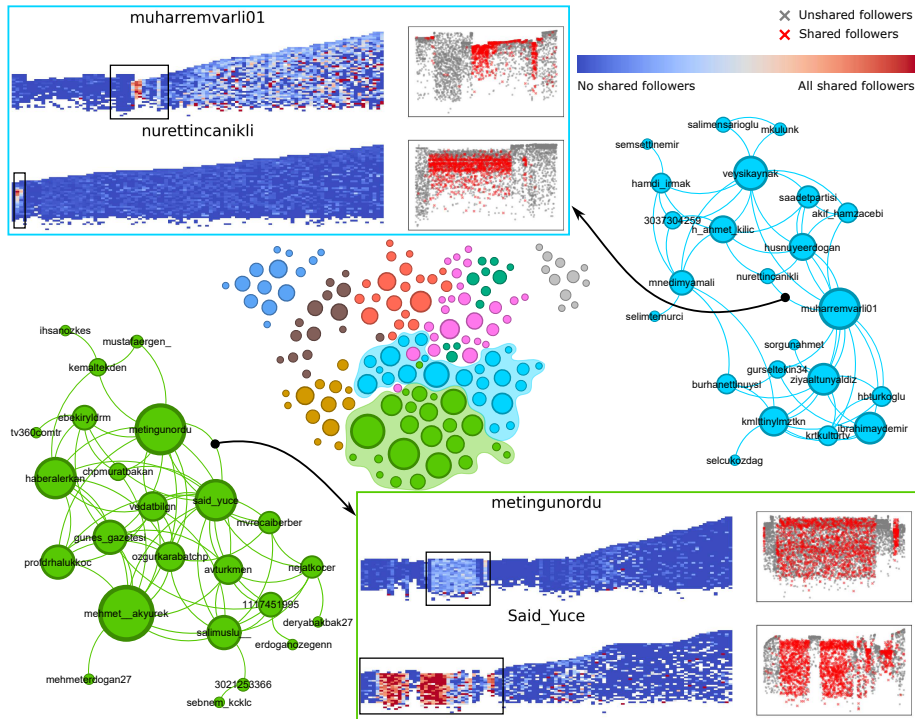 muharremvarli01
nurettincanikli
Unshared followers
Shared followers
No shared followers
All shared followers
salimensarioglu
mkulunk
semsettinemir
veysikaynak
hamdi_irmak
saadetpartisi
akif_hamzacebi
3037304259
h_ahmet_kilic
husnuyeerdogan
nurettincanikli
mnedimyamali
muharremvarli01
selimtemurci
sorgunahmet
gurseltekin34
burhanettinuysl
ziyaaltunyaldiz
hbturkoglu
kmlttinylmztkn
krtkulturtv
ibrahimaydemir
selcukozdag
ihsanozkes
mustafaergen_
kemaltekden
ebekiryldrm
metingunordu
tv360comtr
chpmuratbakan
haberalerkan
said_yuce
vedatbilgn
mvrecaiberber
gunes_gazetesi
ozgurkarabatchp
profdrhalukkoc
avturkmen
nejatkocer
1117451995
mehmet__akyurek
deryabakbak27
salimuslu__
erdoganozegenn
mehmeterdogan27
3021253366
sebnem_kcklc
metingunordu
Said_Yuce